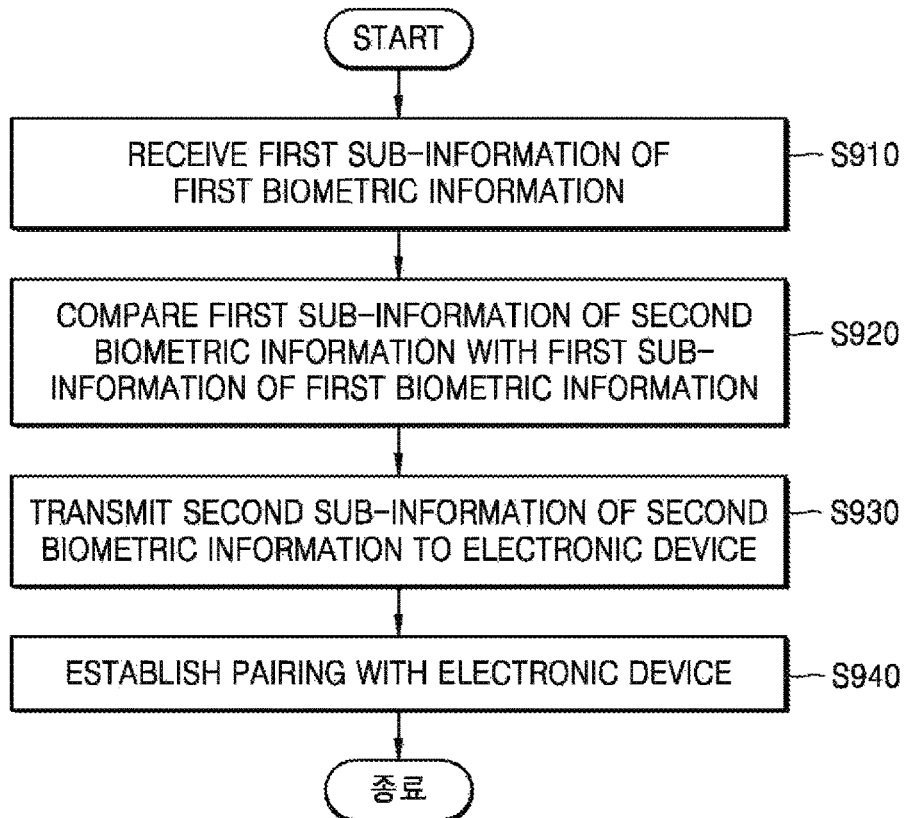 START
RECEIVE FIRST SUB-INFORMATION OF
FIRST BIOMETRIC INFORMATION
S910
COMPARE FIRST SUB-INFORMATION OF SECOND
BIOMETRIC INFORMATION WITH FIRST SUB-
INFORMATION OF FIRST BIOMETRIC INFORMATION
S920
TRANSMIT SECOND SUB-INFORMATION OF SECOND
BIOMETRIC INFORMATION TO ELECTRONIC DEVICE
S930
ESTABLISH PAIRING WITH ELECTRONIC DEVICE
S940
종료